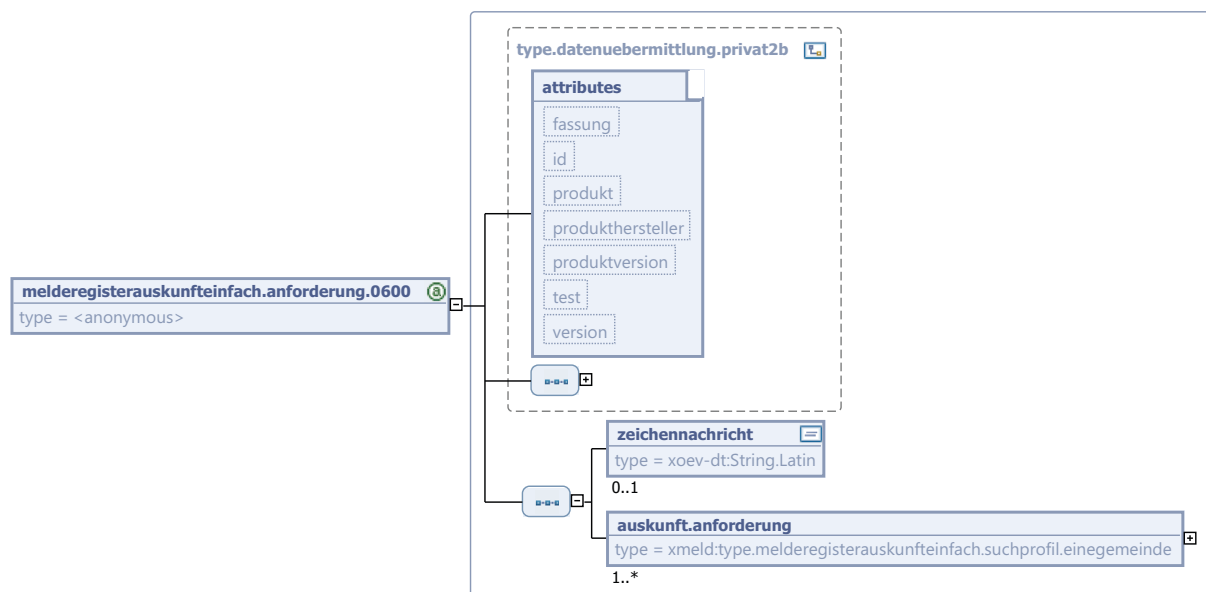 type.datenuebermittlung.privat2b
attributes
fassung
id
produkt
produkthersteller
produktversion
test
version
melderegisterauskunfteinfach.anforderung.0600
type = <anonymous>
zeichennachricht
type = xoev-dt:String.Latin
0..1
auskunft.anforderung
type = xmeld:type.melderegisterauskunfteinfach.suchprofil.einegemeinde
1..*